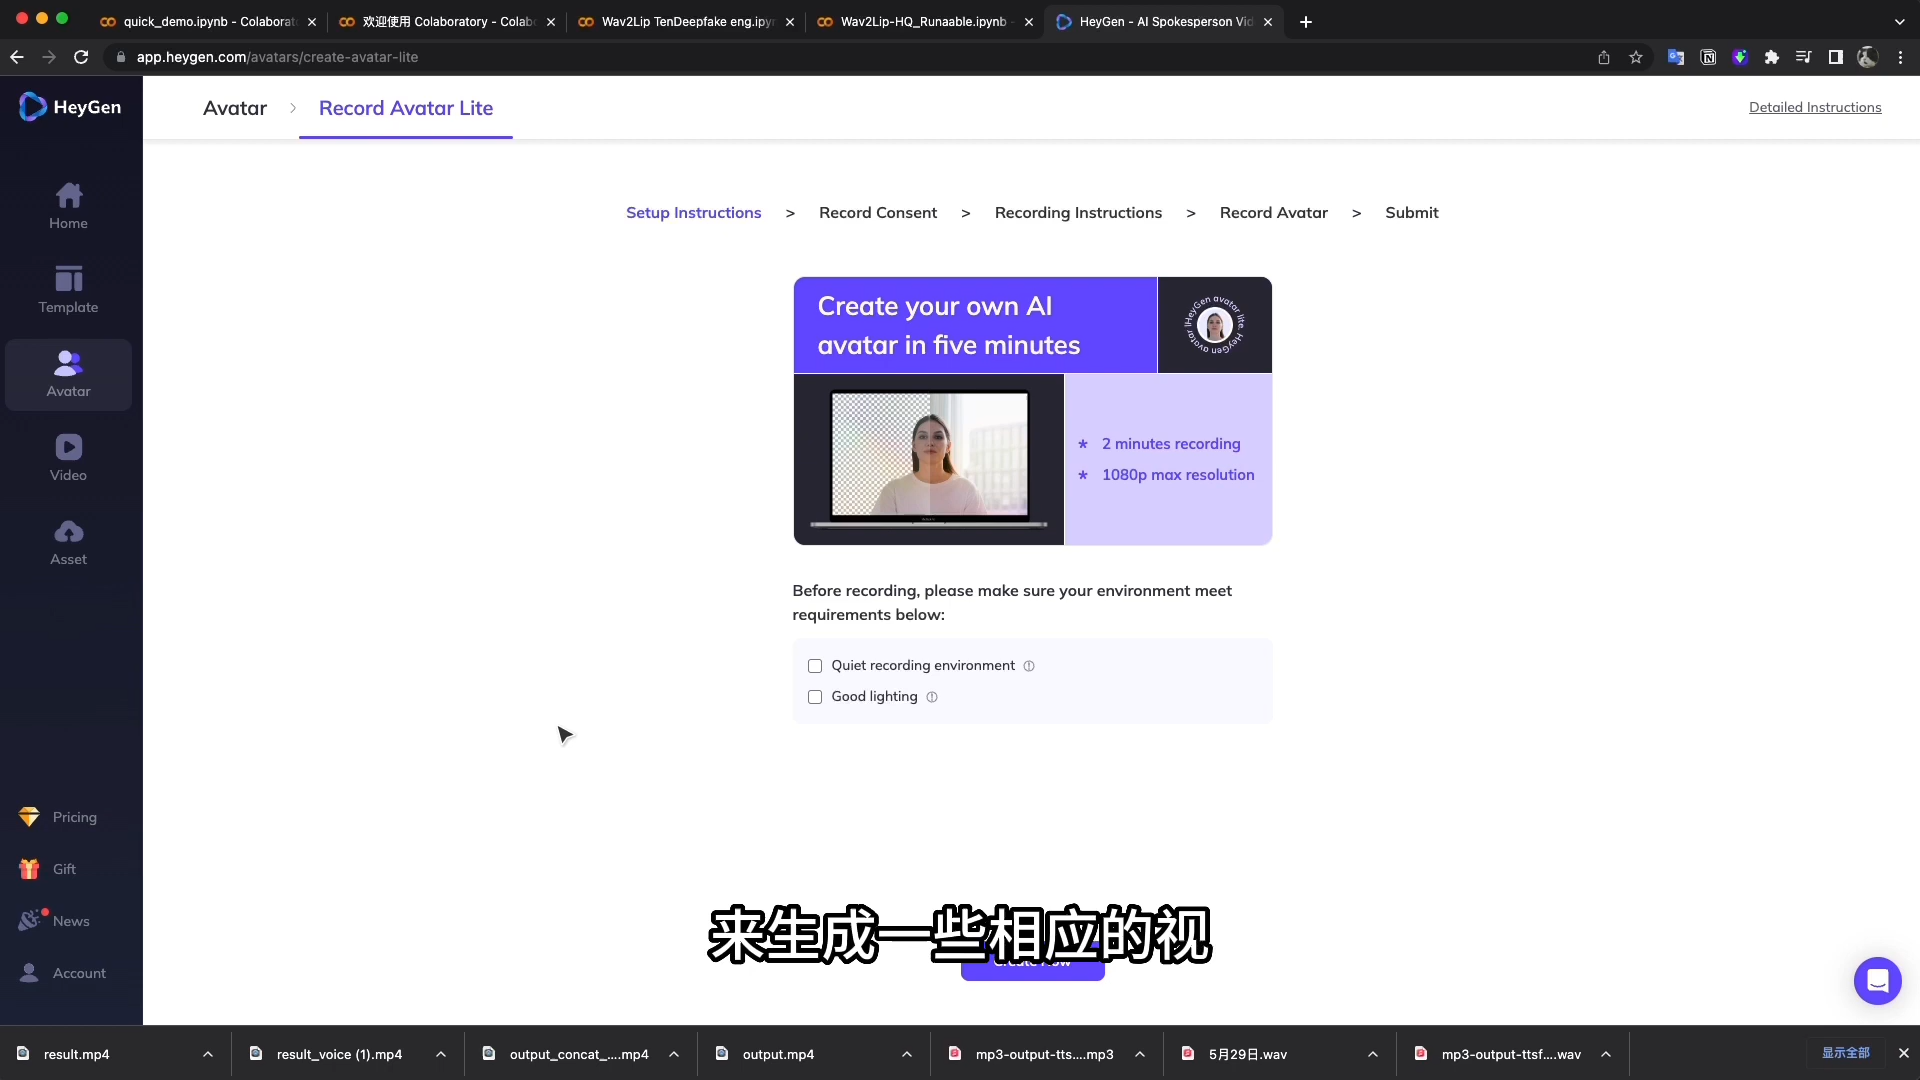 quick_demo.ipynb - Colaborat
欢迎使用 Colaboratory - Colab
Wav2Lip TenDeepfake eng.ipyn
Wav2Lip-HQ_Runaable.ipynb -
HeyGen - AI Spokesperson Vid
app.heygen.com/avatars/create-avatar-lite
HeyGen
Avatar > Record Avatar Lite
Detailed Instructions
Home
Template
Avatar
Video
Asset
Pricing
Gift
News
Account
Setup Instructions > Record Consent > Recording Instructions > Record Avatar > Submit
Create your own AI
avatar in five minutes
HeyGen avatar lite. HeyGen avatar l
* 2 minutes recording
* 1080p max resolution
Before recording, please make sure your environment meet
requirements below:
Quiet recording environment
Good lighting
来生成一些相应的视
result.mp4
result_voice (1).mp4
output_concat_....mp4
output.mp4
mp3-output-tts....mp3
5月29日.wav
mp3-output-ttsf....wav
显示全部